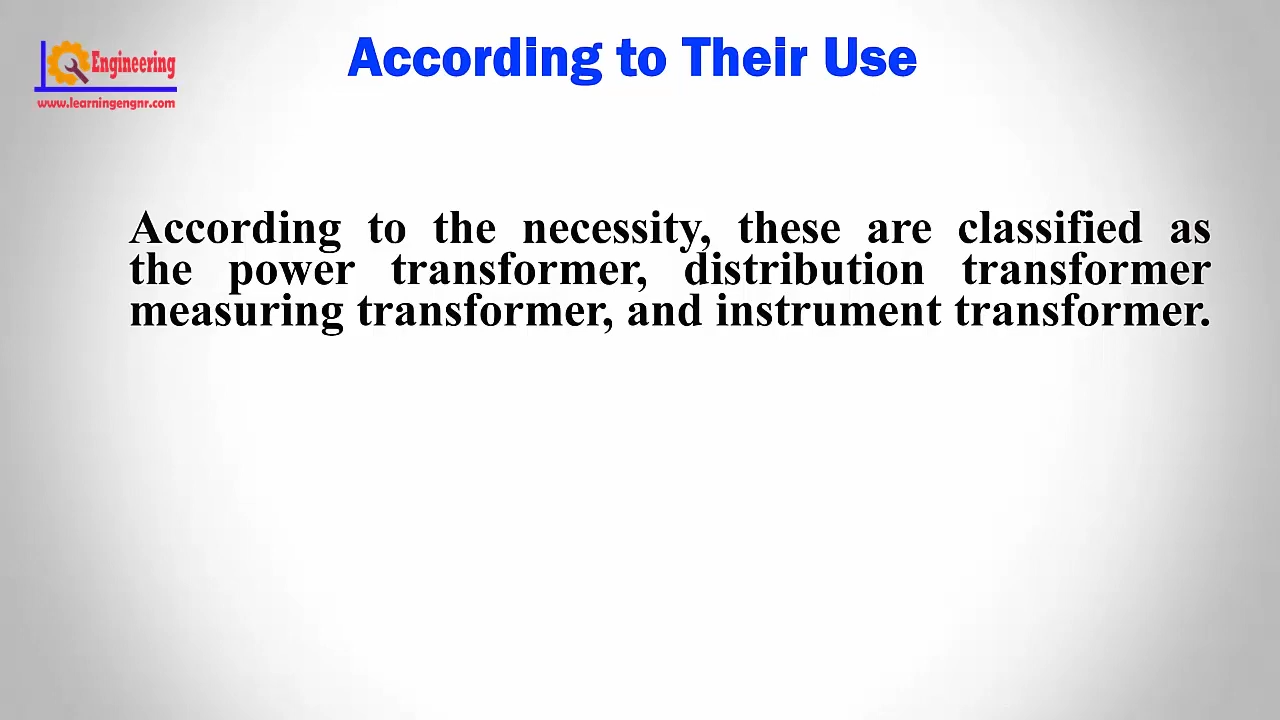 According to Their Use
Engineering
www.learningengnr.com
According to the necessity, these are classified as
the power transformer, distribution transformer
measuring transformer, and instrument transformer.